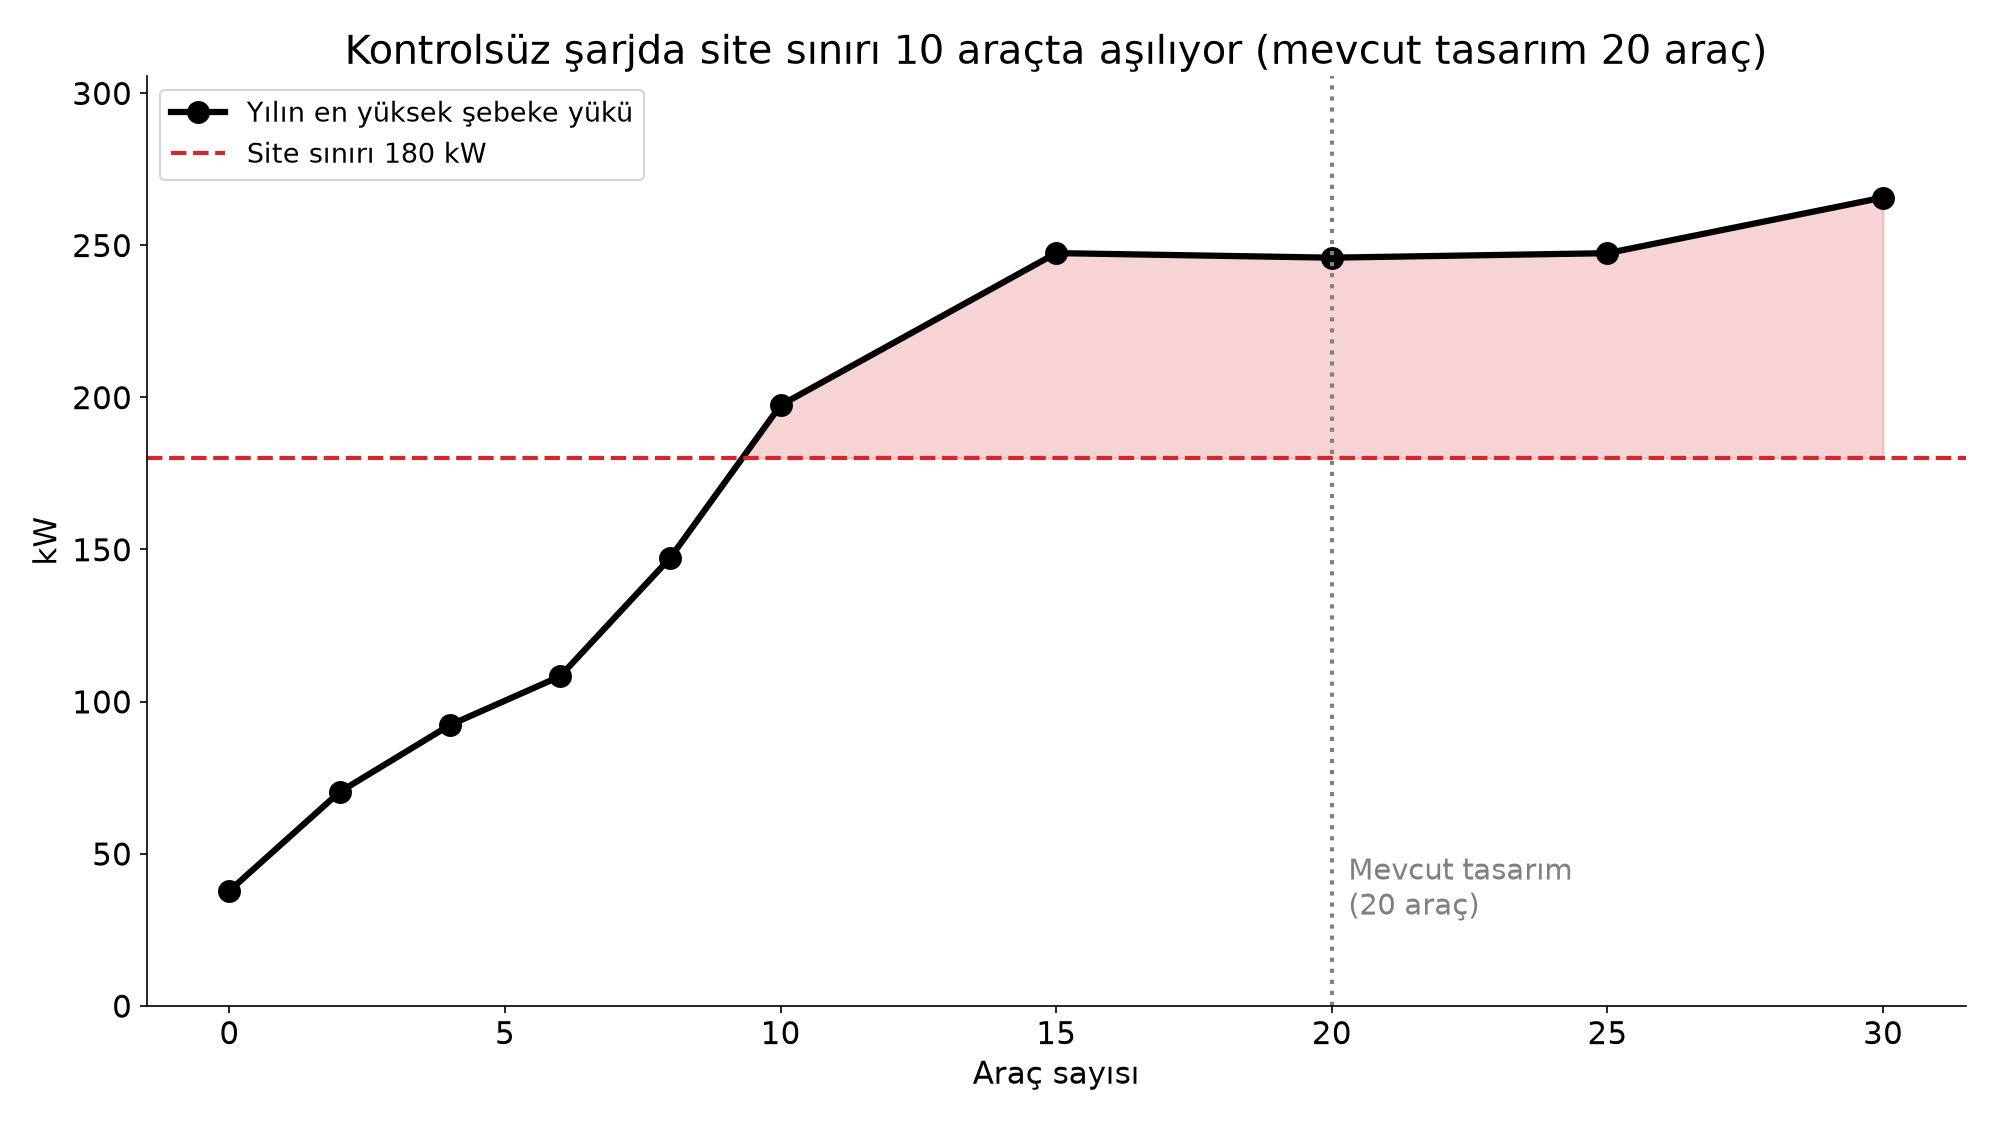 Kontrolsüz şarjda site sınırı 10 araçta aşılıyor (mevcut tasarım 20 araç)
Yılın en yüksek şebeke yükü
Site sınırı 180 kW
kW
300
250
200
150
100
50
0
Mevcut tasarım
(20 araç)
0 5 10 15 20 25 30
Araç sayısı